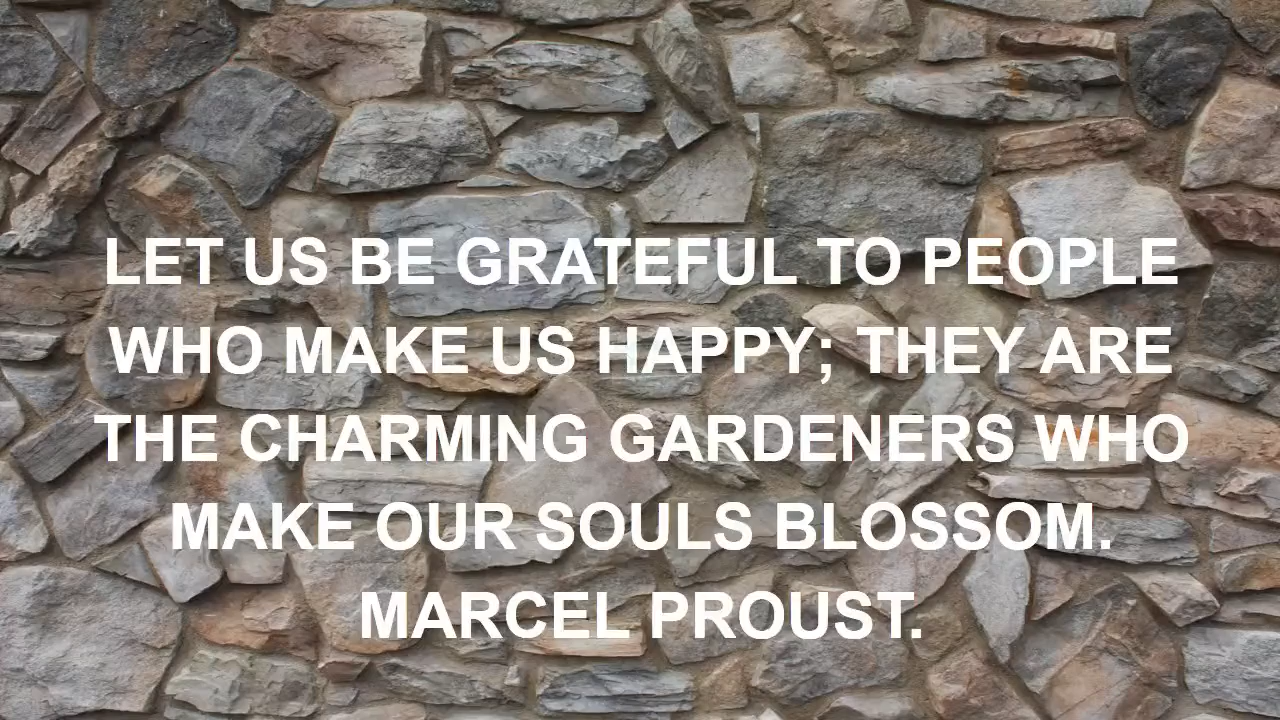 LET US BE GRATEFUL TO PEOPLE
WHO MAKE US HAPPY; THEY ARE
THE CHARMING GARDENERS WHO
MAKE OUR SOULS BLOSSOM.
MARCEL PROUST.